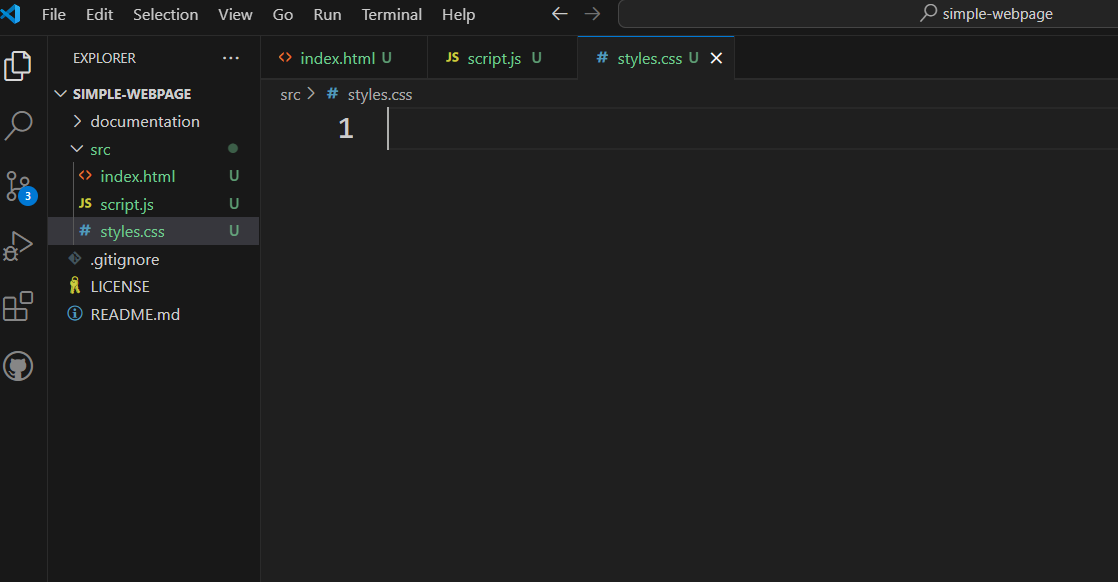 File Edit Selection View Go Run Terminal Help simple-webpage
EXPLORER
SIMPLE-WEBPAGE
documentation
src
index.html U
JS script.js U
# styles.css U
.gitignore
LICENSE
README.md
3
index.html U JS script.js U # styles.css U
src > # styles.css
1